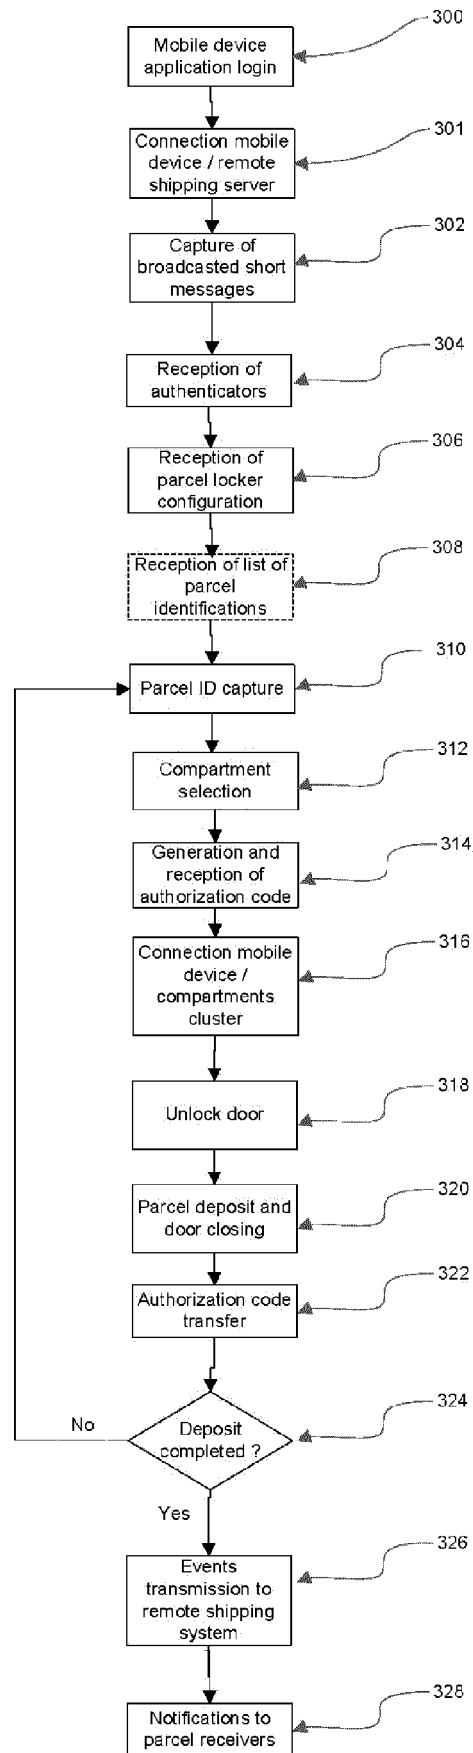 300
Mobile device
application login
301
Connection mobile
device / remote
shipping server
302
Capture of
broadcasted short
messages
304
Reception of
authenticators
306
Reception of
parcel locker
configuration
308
Reception of list of
parcel
identifications
310
Parcel ID capture
312
Compartment
selection
314
Generation and
reception of
authorization code
316
Connection mobile
device /
compartments
cluster
318
Unlock door
320
Parcel deposit and
door closing
322
Authorization code
transfer
324
No
Deposit
completed ?
Yes
326
Events
transmission to
remote shipping
system
328
Notifications to
parcel receivers